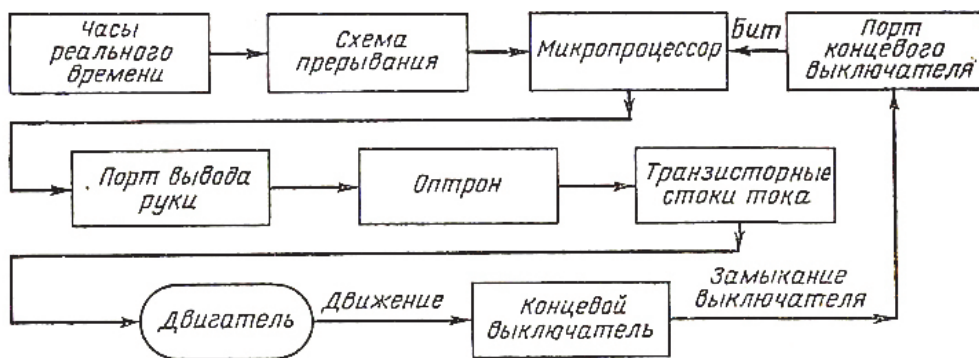 Часы
реального
времени
Схема
прерывания
Микропроцессор
Бит
Порт
концевого
выключателя
Порт вывода
руки
Оптрон
Транзисторные
стоки тока
Двигатель
Движение
Концевой
выключатель
Замыкание
выключателя